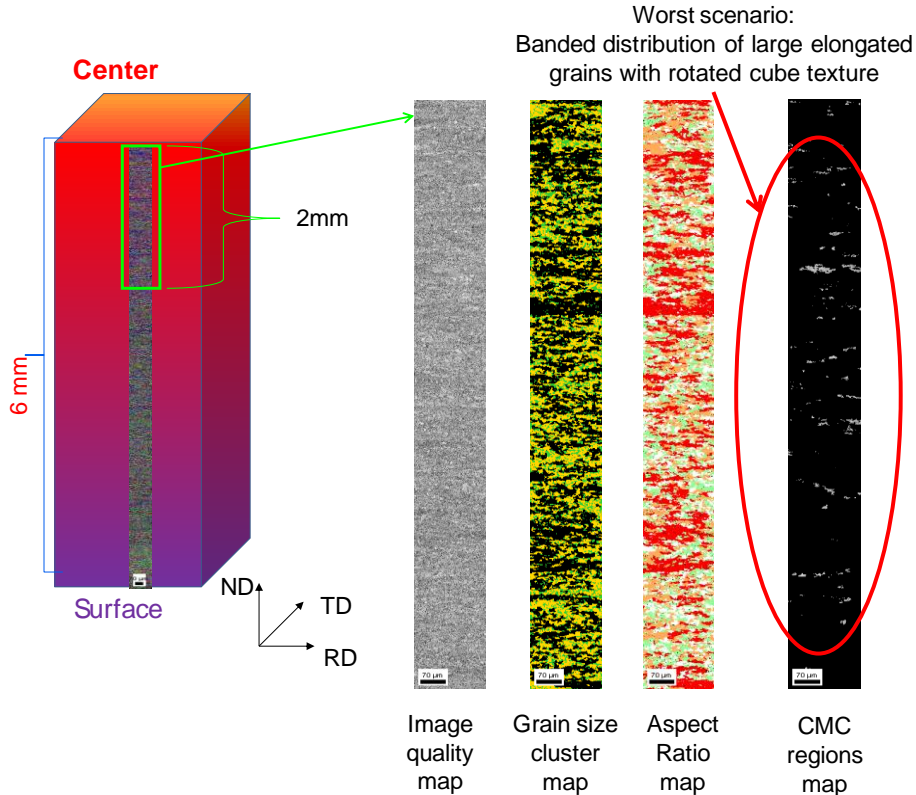 Worst scenario:
Banded distribution of large elongated
grains with rotated cube texture
Center
2mm
6 mm
Surface
ND
TD
RD
70 µm
70 µm
70 µm
Image
quality
map
Grain size
cluster
map
Aspect
Ratio
map
CMC
regions
map